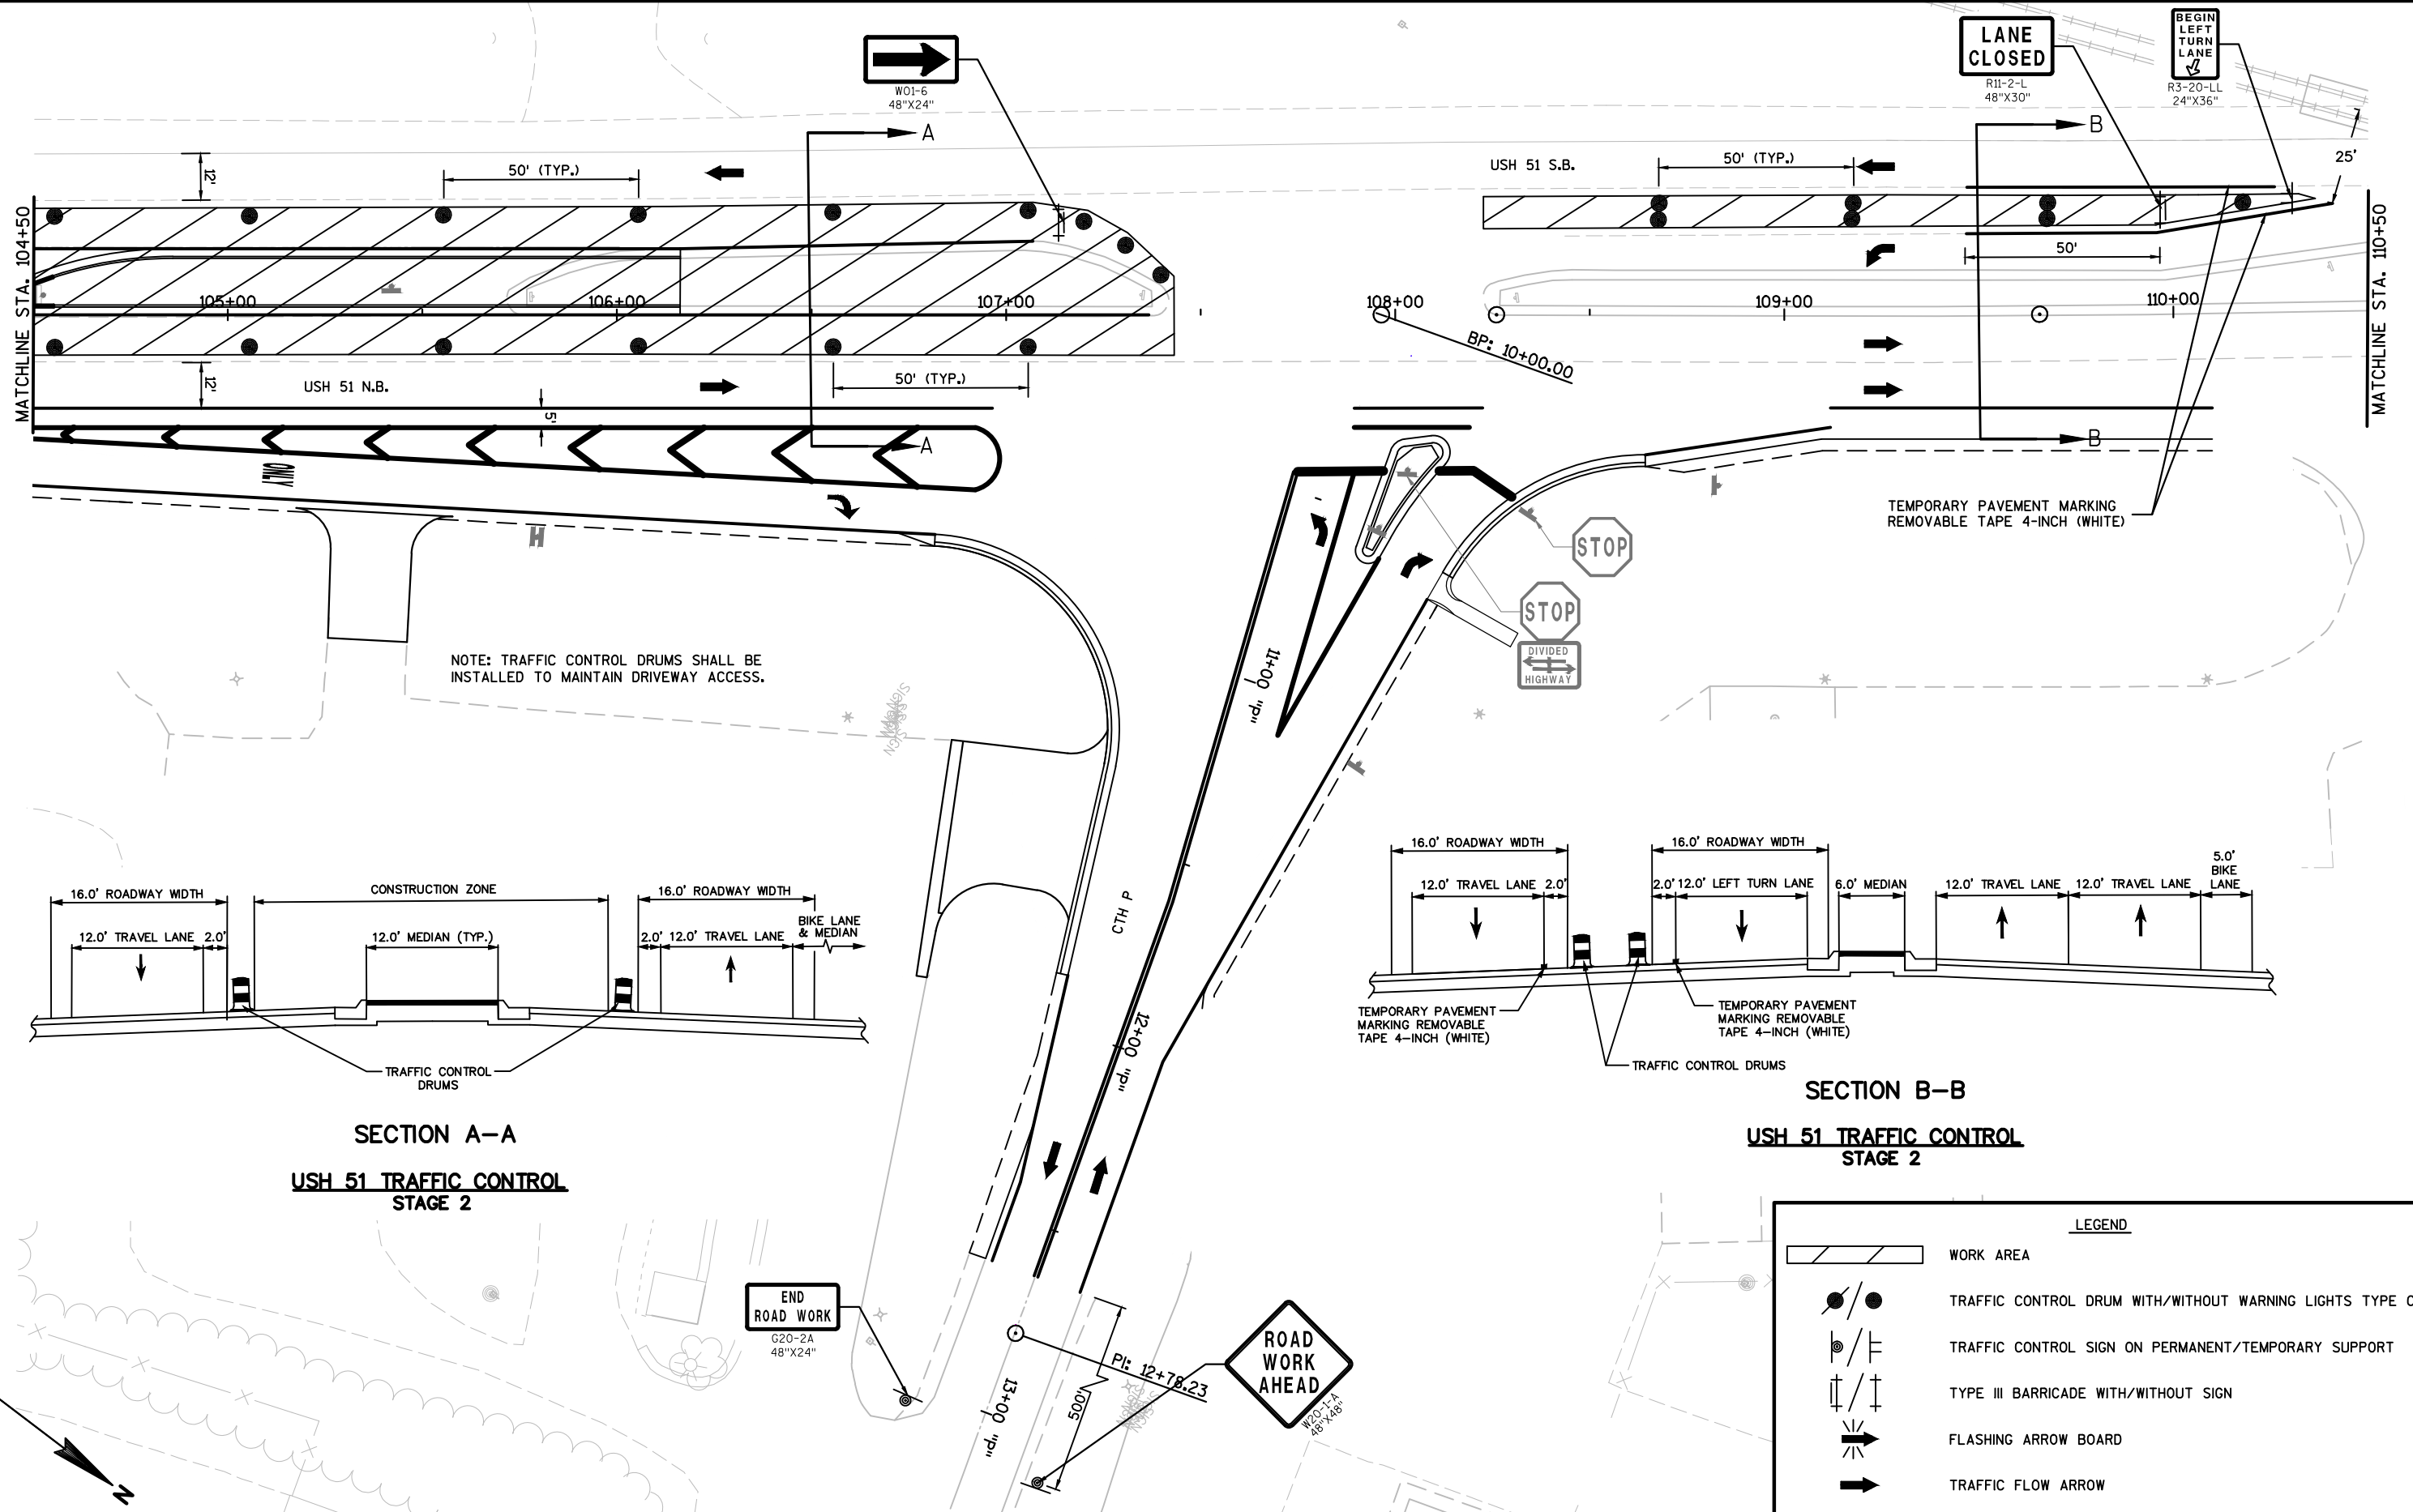 W01-6
48"X24"
LANE
CLOSED
R11-2-L
48"X30"
BEGIN
LEFT
TURN
LANE
R3-20-LL
24"X36"
A
B
25'
12'
50' (TYP.)
USH 51 S.B.
50' (TYP.)
MATCHLINE STA. 104+50
MATCHLINE STA. 110+50
50'
105+00
106+00
107+00
108+00
109+00
110+00
BP: 10+00.00
12'
USH 51 N.B.
50' (TYP.)
5'
A
B
ONLY
TEMPORARY PAVEMENT MARKING
REMOVABLE TAPE 4-INCH (WHITE)
STOP
STOP
DIVIDED
HIGHWAY
NOTE: TRAFFIC CONTROL DRUMS SHALL BE
INSTALLED TO MAINTAIN DRIVEWAY ACCESS.
11+00 "P"
CTH P
12+00 "P"
16.0' ROADWAY WIDTH
CONSTRUCTION ZONE
16.0' ROADWAY WIDTH
12.0' TRAVEL LANE
2.0'
12.0' MEDIAN (TYP.)
2.0'
12.0' TRAVEL LANE
BIKE LANE
& MEDIAN
TRAFFIC CONTROL
DRUMS
SECTION A-A
USH 51 TRAFFIC CONTROL
STAGE 2
16.0' ROADWAY WIDTH
16.0' ROADWAY WIDTH
12.0' TRAVEL LANE
2.0'
2.0'
12.0' LEFT TURN LANE
6.0' MEDIAN
12.0' TRAVEL LANE
12.0' TRAVEL LANE
5.0'
BIKE
LANE
TEMPORARY PAVEMENT
MARKING REMOVABLE
TAPE 4-INCH (WHITE)
TEMPORARY PAVEMENT
MARKING REMOVABLE
TAPE 4-INCH (WHITE)
TRAFFIC CONTROL DRUMS
SECTION B-B
USH 51 TRAFFIC CONTROL
STAGE 2
END
ROAD WORK
G20-2A
48"X24"
PI: 12+78.23
13+00 "P"
500'
ROAD
WORK
AHEAD
W20-1-A
48"X48"
N
LEGEND
WORK AREA
TRAFFIC CONTROL DRUM WITH/WITHOUT WARNING LIGHTS TYPE
TRAFFIC CONTROL SIGN ON PERMANENT/TEMPORARY SUPPORT
TYPE III BARRICADE WITH/WITHOUT SIGN
FLASHING ARROW BOARD
TRAFFIC FLOW ARROW